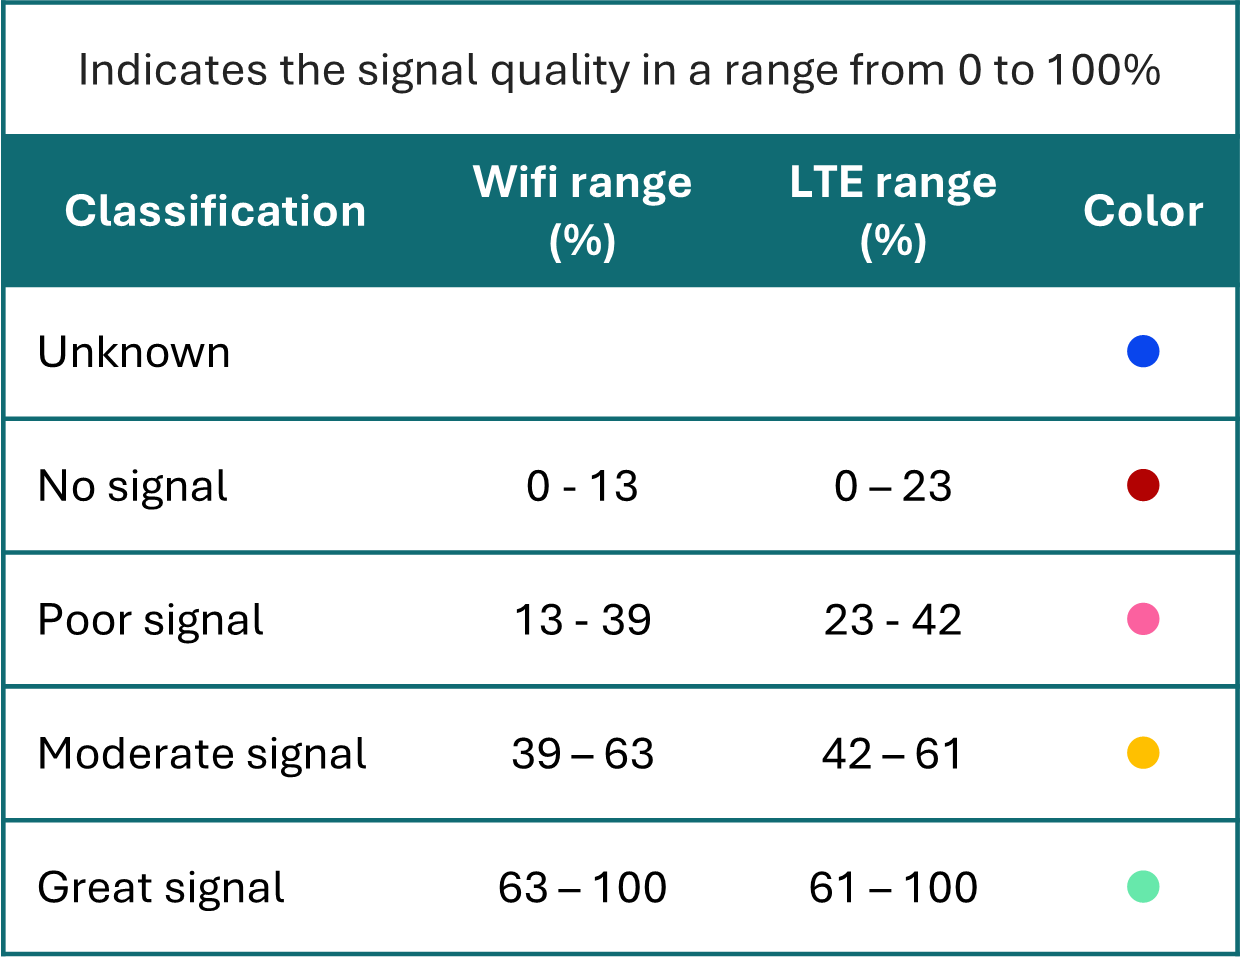 Indicates the signal quality in a range from 0 to 100%
Classification Wifi range (%) LTE range (%) Color
Unknown
No signal 0 - 13 0 – 23
Poor signal 13 - 39 23 - 42
Moderate signal 39 – 63 42 – 61
Great signal 63 – 100 61 – 100